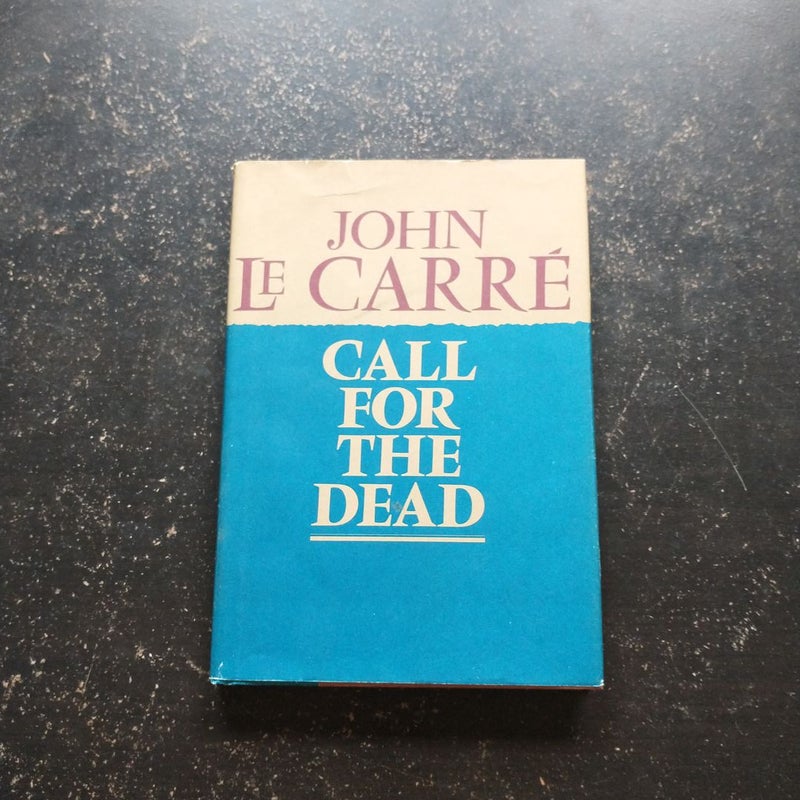 JOHN
LE CARRÉ
CALL
FOR
THE
DEAD